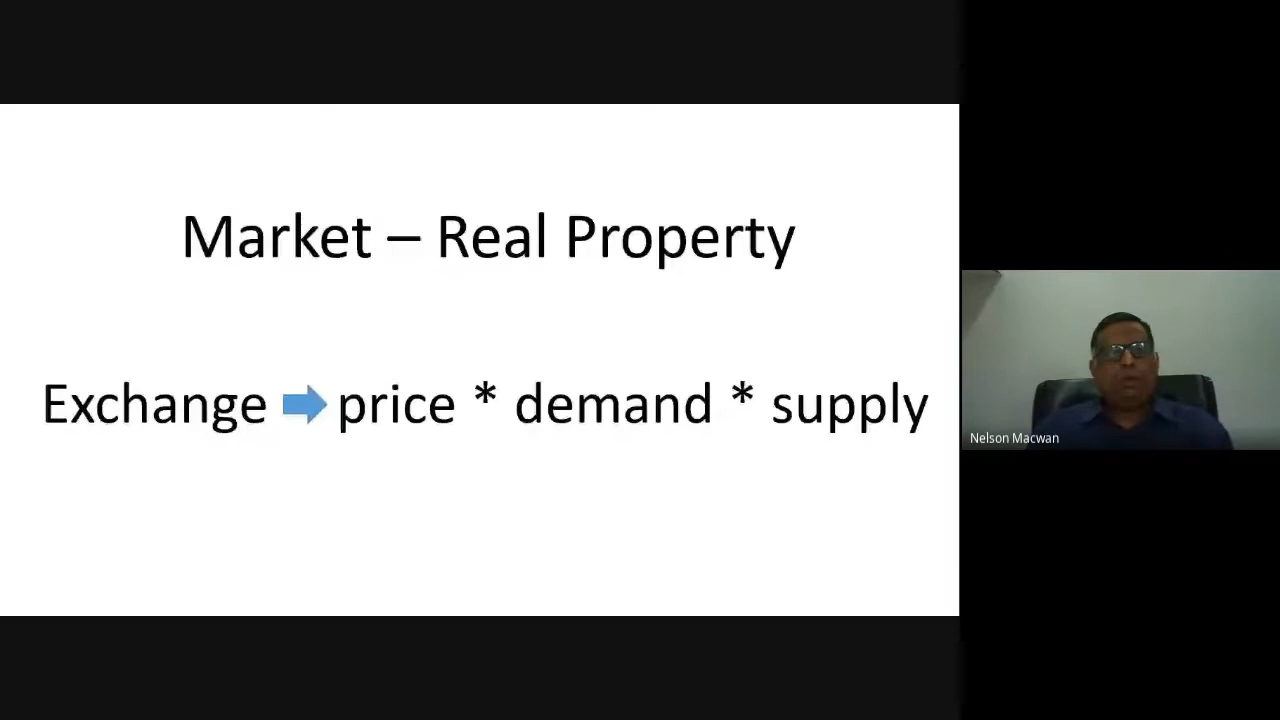 Market – Real Property
Exchange ➡ price * demand * supply
Nelson Macwan